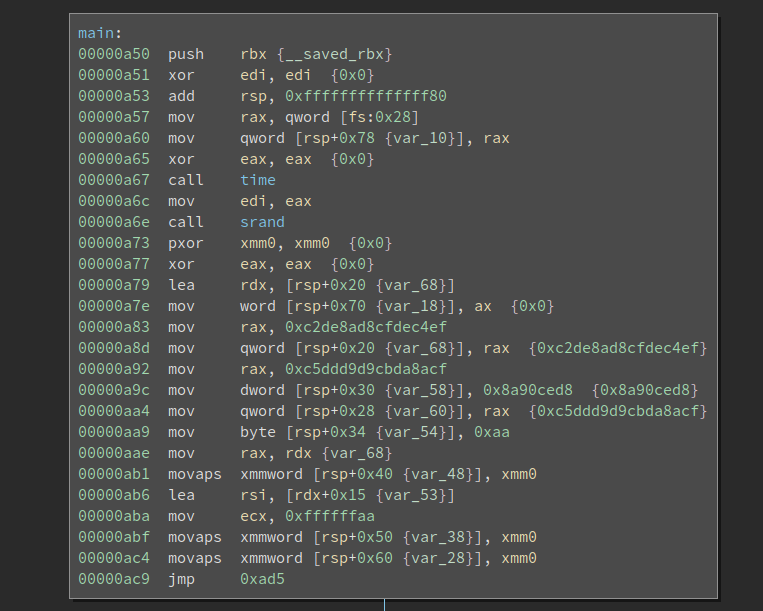 main:
00000a50 push rbx {__saved_rbx}
00000a51 xor edi, edi {0x0}
00000a53 add rsp, 0xffffffffffffff80
00000a57 mov rax, qword [fs:0x28]
00000a60 mov qword [rsp+0x78 {var_10}], rax
00000a65 xor eax, eax {0x0}
00000a67 call time
00000a6c mov edi, eax
00000a6e call srand
00000a73 pxor xmm0, xmm0 {0x0}
00000a77 xor eax, eax {0x0}
00000a79 lea rdx, [rsp+0x20 {var_68}]
00000a7e mov word [rsp+0x70 {var_18}], ax {0x0}
00000a83 mov rax, 0xc2de8ad8cfdec4ef
00000a8d mov qword [rsp+0x20 {var_68}], rax {0xc2de8ad8cfdec4ef}
00000a92 mov rax, 0xc5ddd9d9cbda8acf
00000a9c mov dword [rsp+0x30 {var_58}], 0x8a90ced8 {0x8a90ced8}
00000aa4 mov qword [rsp+0x28 {var_60}], rax {0xc5ddd9d9cbda8acf}
00000aa9 mov byte [rsp+0x34 {var_54}], 0xaa
00000aae mov rax, rdx {var_68}
00000ab1 movaps xmmword [rsp+0x40 {var_48}], xmm0
00000ab6 lea rsi, [rdx+0x15 {var_53}]
00000aba mov ecx, 0xffffffaa
00000abf movaps xmmword [rsp+0x50 {var_38}], xmm0
00000ac4 movaps xmmword [rsp+0x60 {var_28}], xmm0
00000ac9 jmp 0xad5